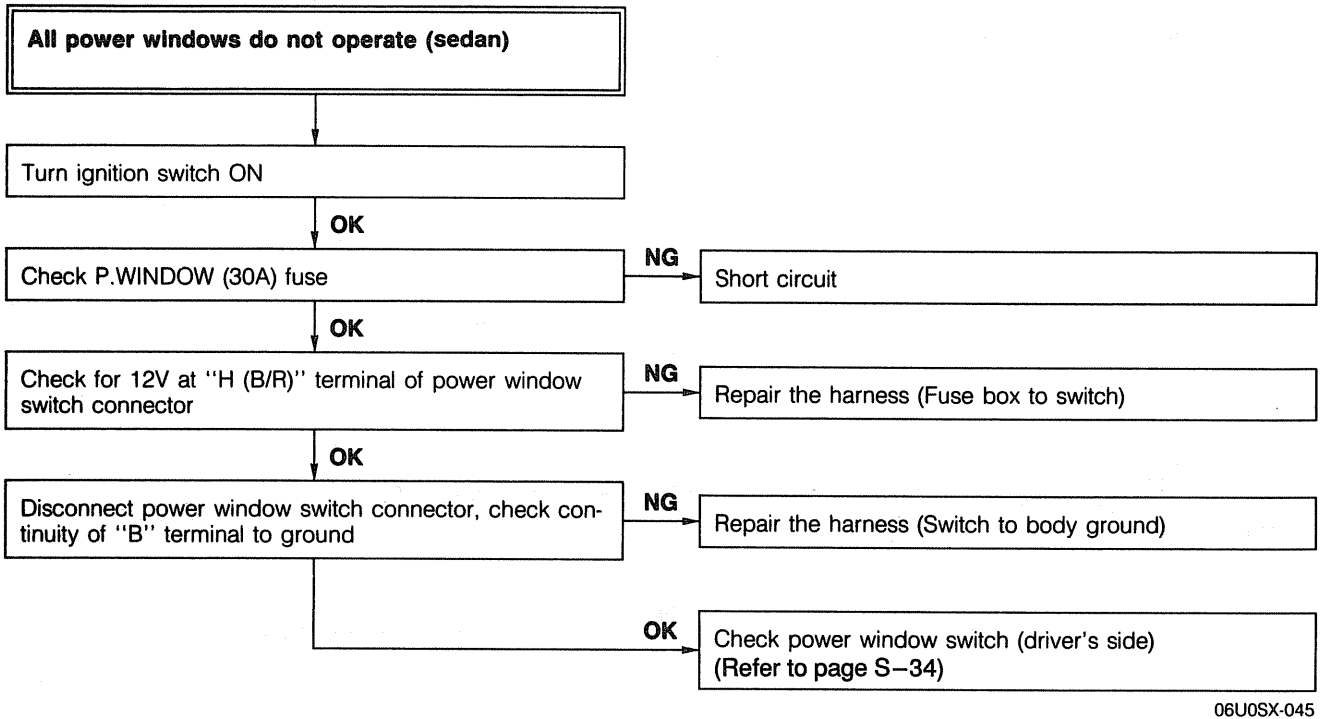 All power windows do not operate (sedan)
Turn ignition switch ON
OK
Check P.WINDOW (30A) fuse
NG
Short circuit
OK
Check for 12V at "H (B/R)" terminal of power window
switch connector
NG
Repair the harness (Fuse box to switch)
OK
Disconnect power window switch connector, check con-
tinuity of "B" terminal to ground
NG
Repair the harness (Switch to body ground)
OK
Check power window switch (driver's side)
(Refer to page S–34)
06U0SX-045